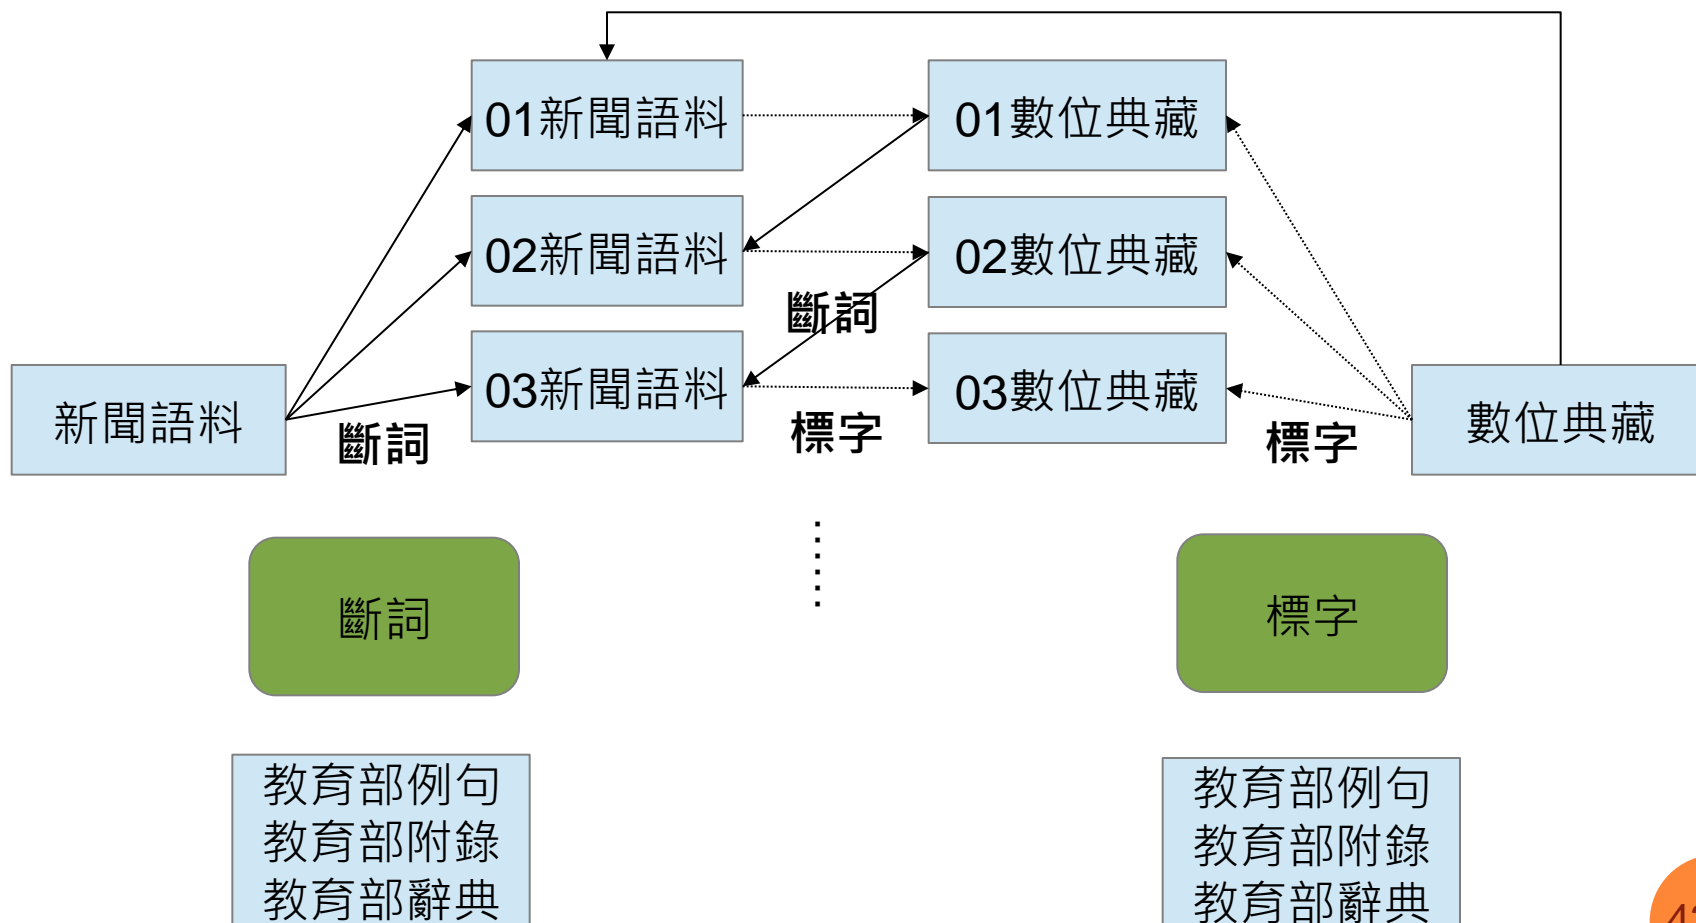 01新聞語料
01數位典藏
02新聞語料
02數位典藏
斷詞
03新聞語料
03數位典藏
新聞語料
斷詞
標字
標字
數位典藏
......
斷詞
標字
教育部例句
教育部附錄
教育部辭典
教育部例句
教育部附錄
教育部辭典